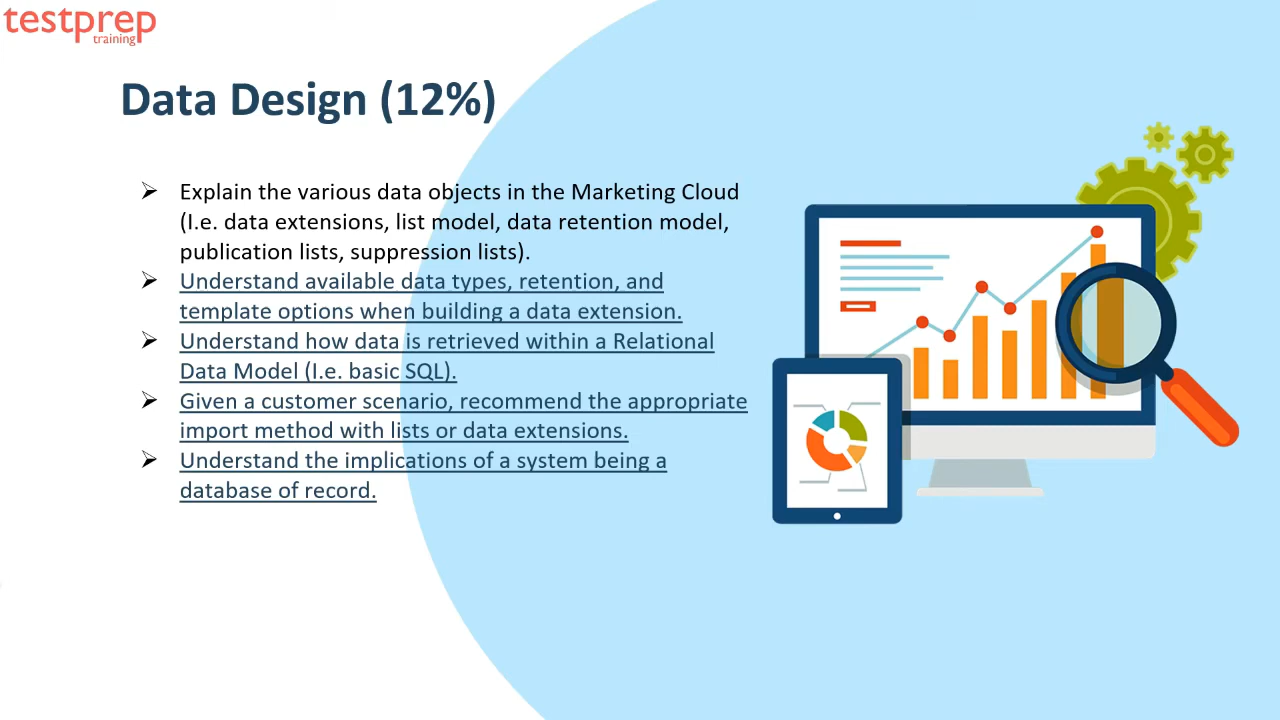 testprep
training
Data Design (12%)
➢ Explain the various data objects in the Marketing Cloud
(I.e. data extensions, list model, data retention model,
publication lists, suppression lists).
➢ Understand available data types, retention, and
template options when building a data extension.
➢ Understand how data is retrieved within a Relational
Data Model (I.e. basic SQL).
➢ Given a customer scenario, recommend the appropriate
import method with lists or data extensions.
➢ Understand the implications of a system being a
database of record.